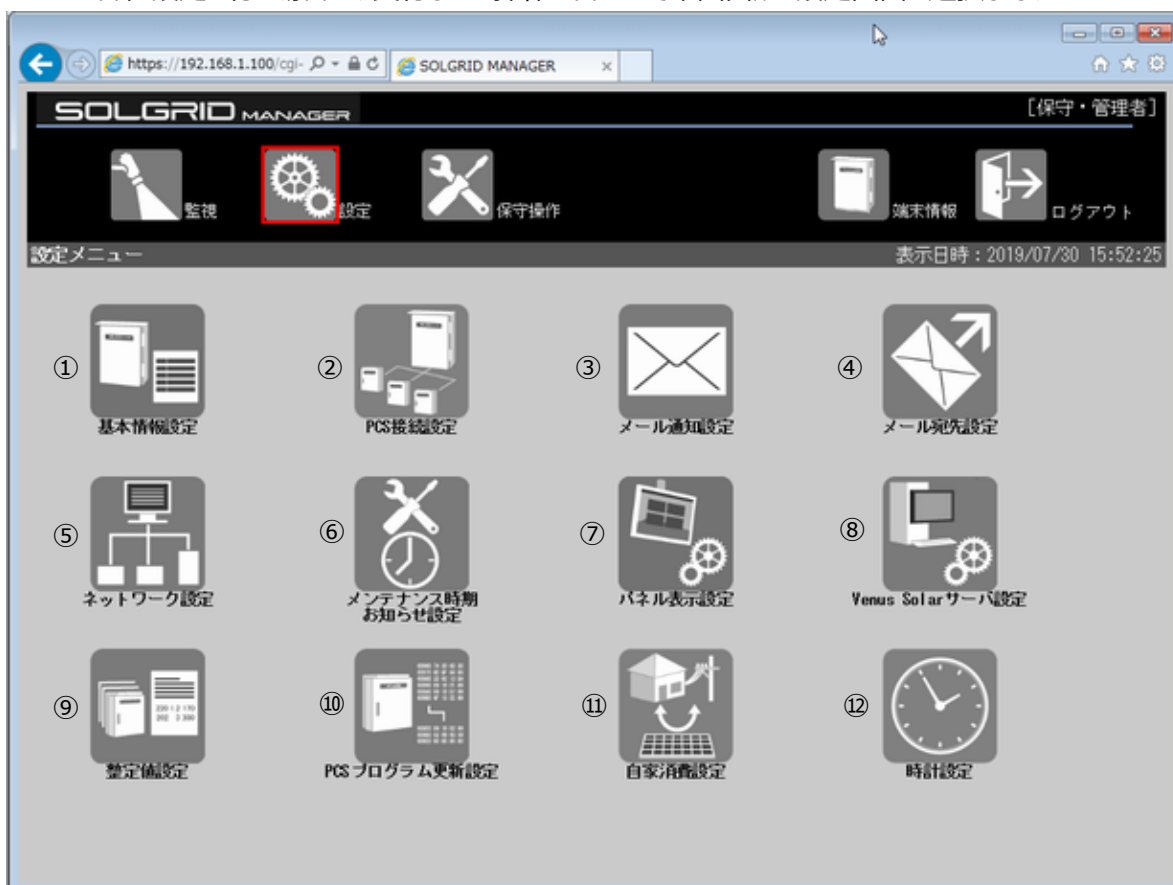 https://192.168.1.100/cgi-
SOLGRID MANAGER
SOLGRID MANAGER
[保守・管理者]
監視
設定
保守操作
端末情報
ログアウト
設定メニュー
表示日時：2019/07/30 15:52:25
①
②
③
④
基本情報設定
PCS接続設定
メール通知設定
メール宛先設定
⑤
⑥
⑦
⑧
ネットワーク設定
メンテナンス時期
お知らせ設定
パネル表示設定
Venus Solarサーバ設定
⑨
⑩
⑪
⑫
整定値設定
PCSプログラム更新設定
自家消費設定
時計設定